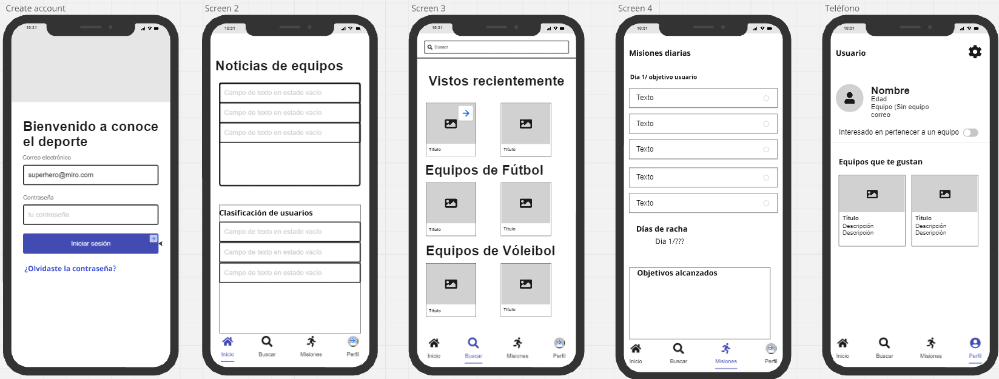 Create account
10:31
Bienvenido a conoce
el deporte
Correo electrónico
superhero@miro.com
Contraseña
tu contraseña
Iniciar sesión
¿Olvidaste la contraseña?
Screen 2
10:31
Noticias de equipos
Campo de texto en estado vacío
Campo de texto en estado vacío
Campo de texto en estado vacío
Clasificación de usuarios
Campo de texto en estado vacío
Campo de texto en estado vacío
Campo de texto en estado vacío
Inicio
Buscar
Misiones
Perfil
Screen 3
10:31
Busacr
Vistos recientemente
Título
Título
Equipos de Fútbol
Título
Título
Equipos de Vóleibol
Título
Título
Inicio
Buscar
Misiones
Perfil
Screen 4
10:31
Misiones diarias
Día 1/ objetivo usuario
Texto
Texto
Texto
Texto
Texto
Días de racha
Dia 1/???
Objetivos alcanzados
Inicio
Buscar
Misiones
Perfil
Teléfono
10:31
Usuario
Nombre
Edad
Equipo (Sin equipo
correo
Interesado en pertenecer a un equipo
Equipos que te gustan
Título
Descripción
Descripción
Título
Descripción
Descripción
Inicio
Buscar
Misiones
Perfil